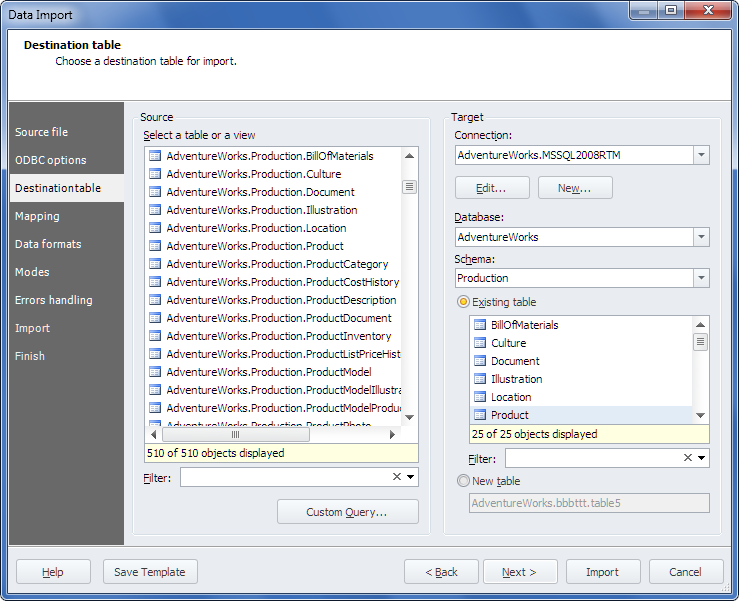 Data Import
Destination table
Choose a destination table for import.
Source file
ODBC options
Destinationtable
Mapping
Data formats
Modes
Errors handling
Import
Finish
Source
Select a table or a view
AdventureWorks.Production.BillOfMaterials
AdventureWorks.Production.Culture
AdventureWorks.Production.Document
AdventureWorks.Production.Illustration
AdventureWorks.Production.Location
AdventureWorks.Production.Product
AdventureWorks.Production.ProductCategory
AdventureWorks.Production.ProductCostHistory
AdventureWorks.Production.ProductDescription
AdventureWorks.Production.ProductDocument
AdventureWorks.Production.ProductInventory
AdventureWorks.Production.ProductListPriceHist
AdventureWorks.Production.ProductModel
AdventureWorks.Production.ProductModelIllustra
AdventureWorks.Production.ProductModelProduc
AdventureWorks.Production.ProductPhoto
510 of 510 objects displayed
Filter:
Custom Query...
Target
Connection:
AdventureWorks.MSSQL2008RTM
Edit...
New...
Database:
AdventureWorks
Schema:
Production
Existing table
BillOfMaterials
Culture
Document
Illustration
Location
Product
25 of 25 objects displayed
Filter:
New table
AdventureWorks.bbbttt.table5
Help
Save Template
< Back
Next >
Import
Cancel